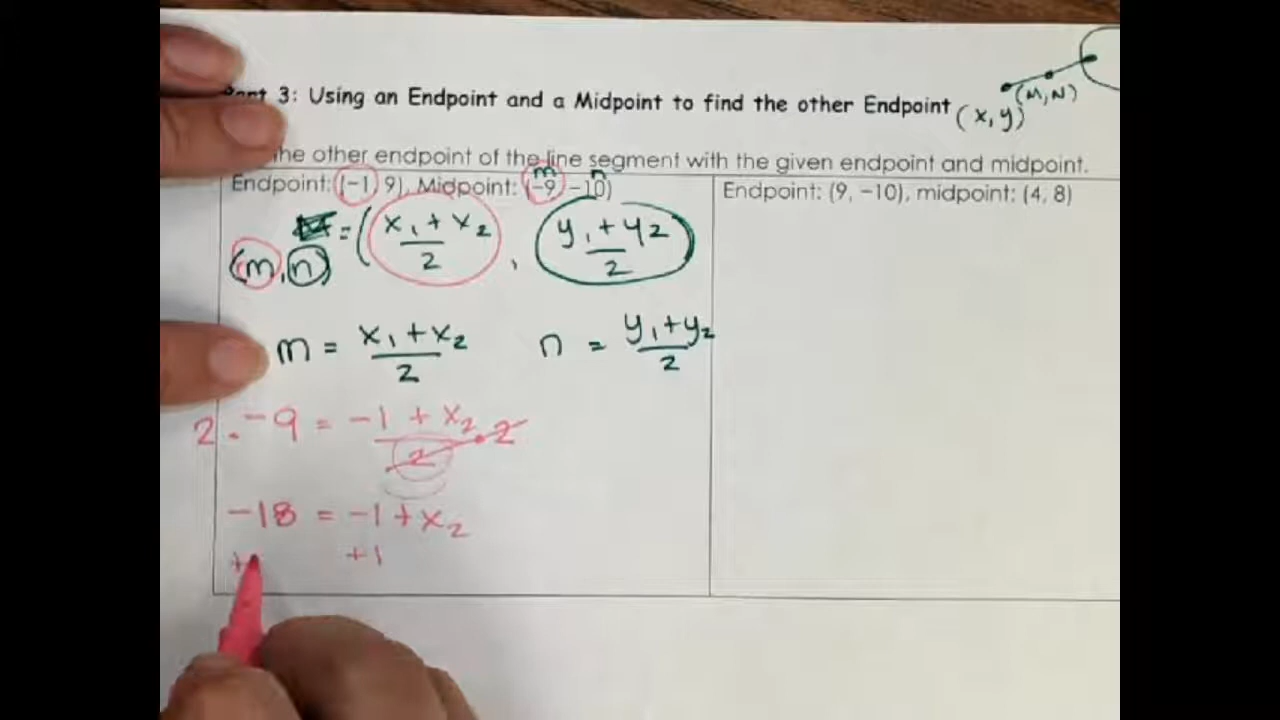 3: Using an Endpoint and a Midpoint to find the other Endpoint
(M, N)
(x, y)
the other endpoint of the line segment with the given endpoint and midpoint.
Endpoint: (-1, 9), Midpoint: (-9, -10)
m n
(m, n) = ( x₁ + x₂ / 2 , y₁ + y₂ / 2
m = x₁ + x₂ / 2
n = y₁ + y₂ / 2
2 · -9 = -1 + x₂ / 2 · 2
-18 = -1 + x₂
+ +1
Endpoint: (9, −10), midpoint: (4, 8)